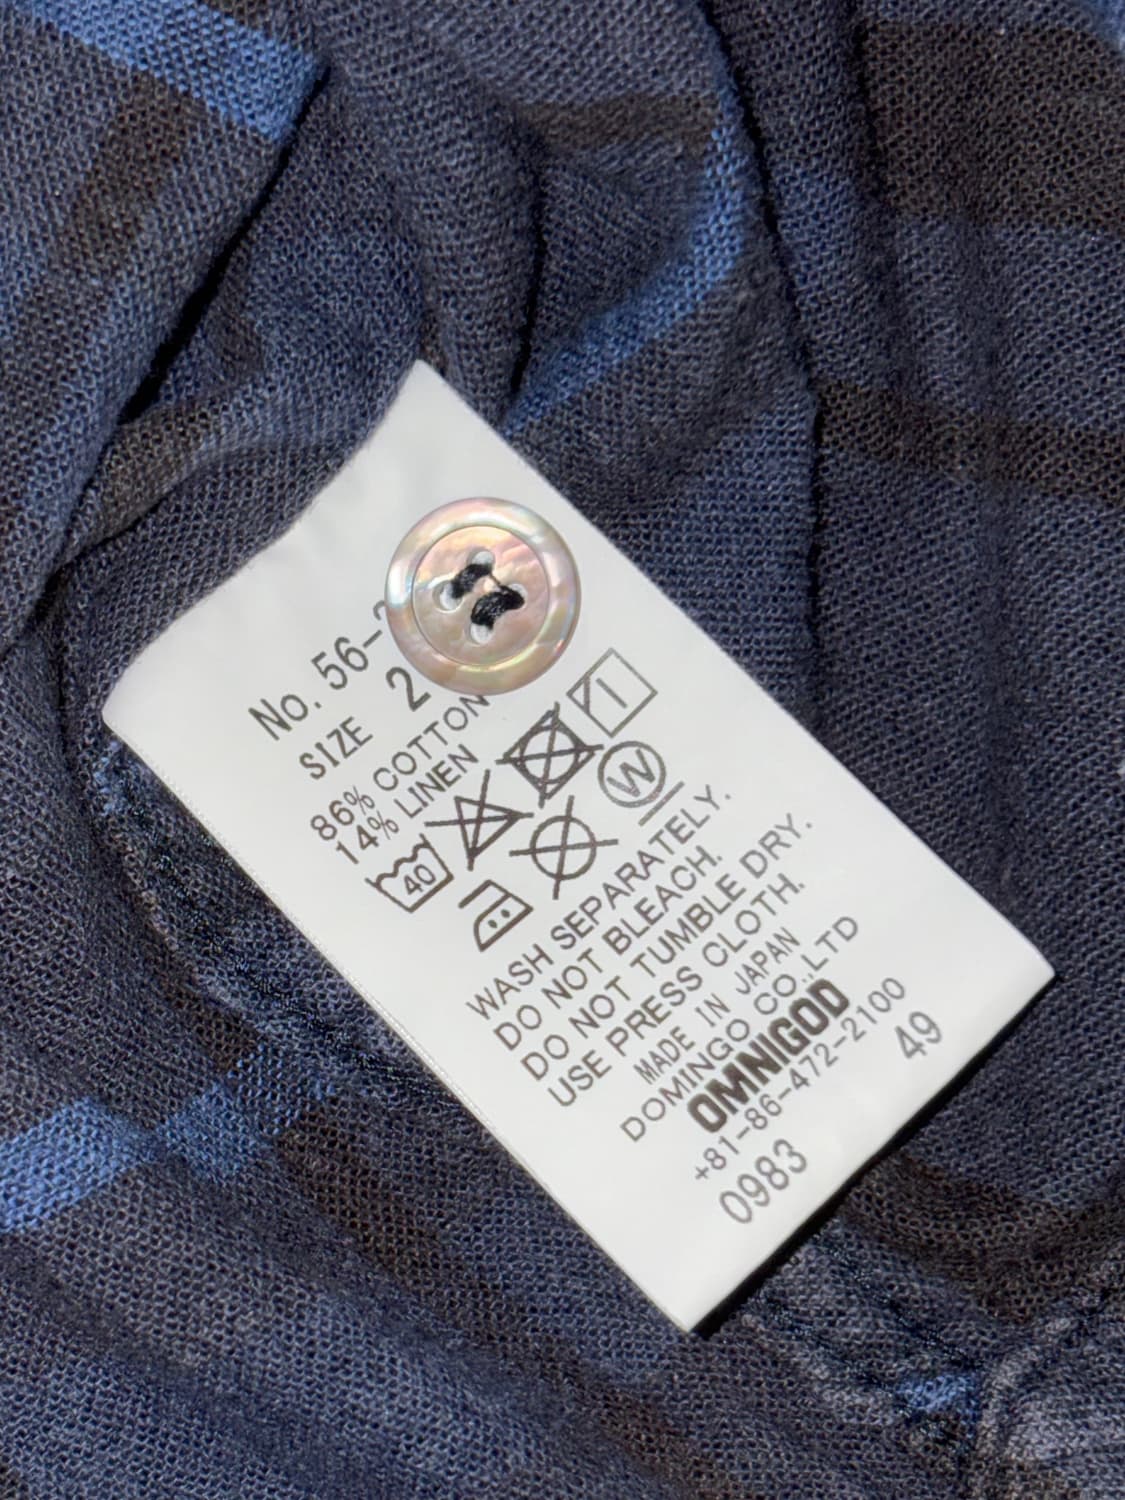 No. 56-
SIZE 2
86% COTTON
14% LINEN
40
W
WASH SEPARATELY.
DO NOT BLEACH.
DO NOT TUMBLE DRY.
USE PRESS CLOTH.
MADE IN JAPAN
DOMINGO CO.,LTD
OMNIGOD
+81-86-472-2100
0983 49